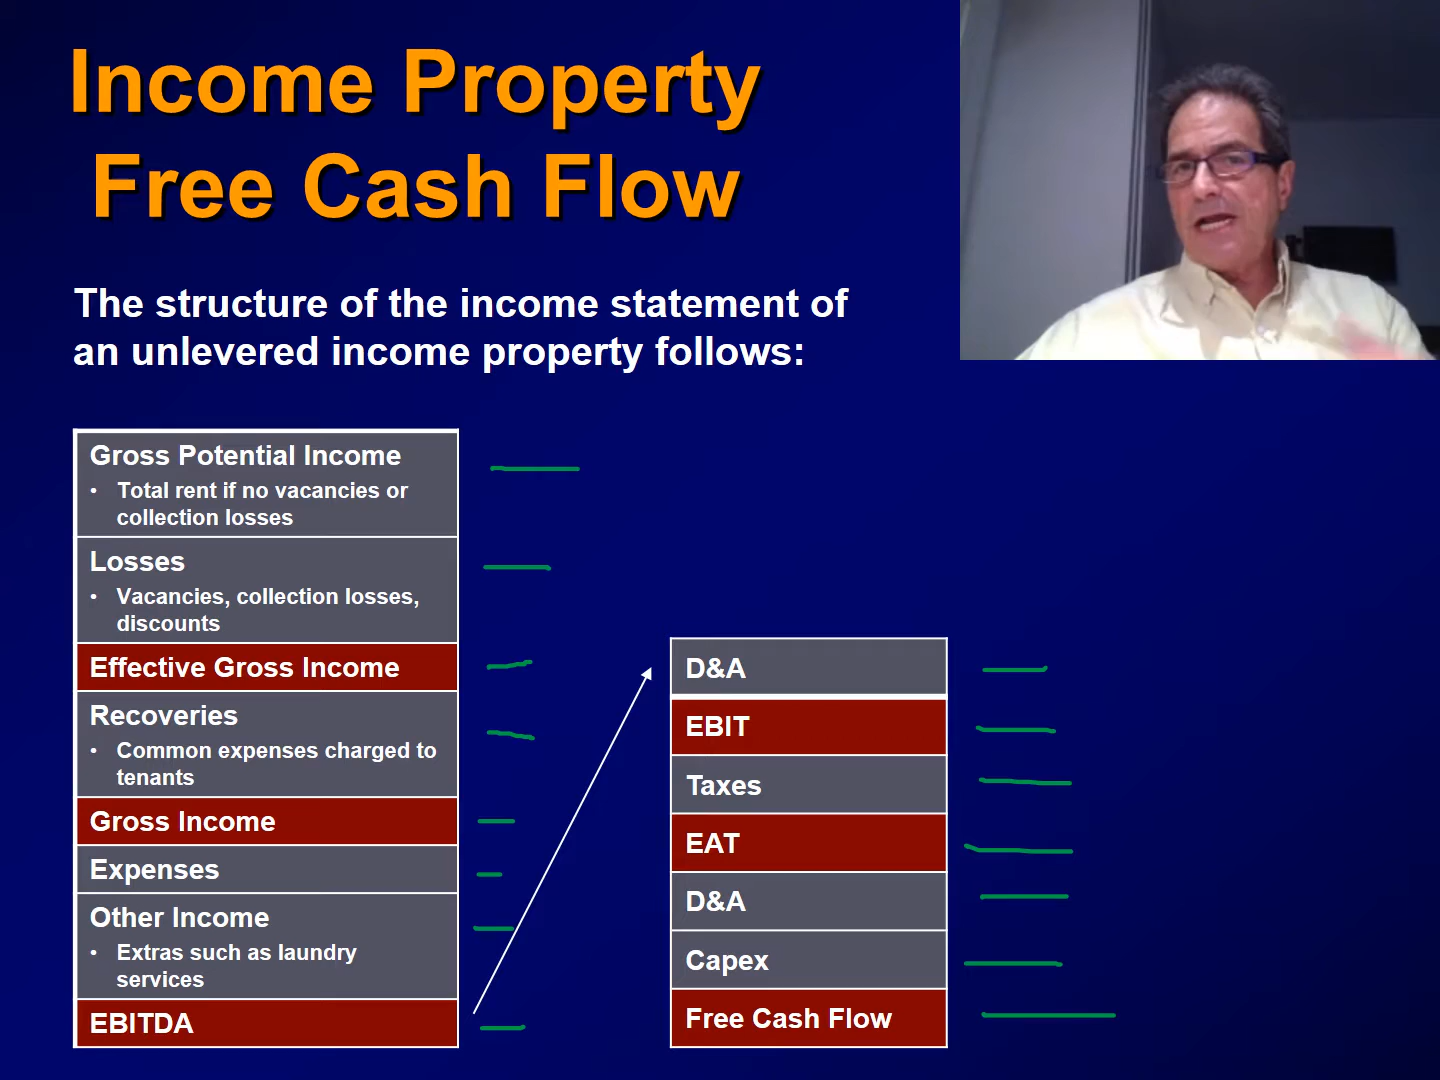 Income Property
Free Cash Flow
The structure of the income statement of
an unlevered income property follows:
Gross Potential Income
• Total rent if no vacancies or
collection losses
Losses
• Vacancies, collection losses,
discounts
Effective Gross Income
Recoveries
• Common expenses charged to
tenants
Gross Income
Expenses
Other Income
• Extras such as laundry
services
EBITDA
D&A
EBIT
Taxes
EAT
D&A
Capex
Free Cash Flow